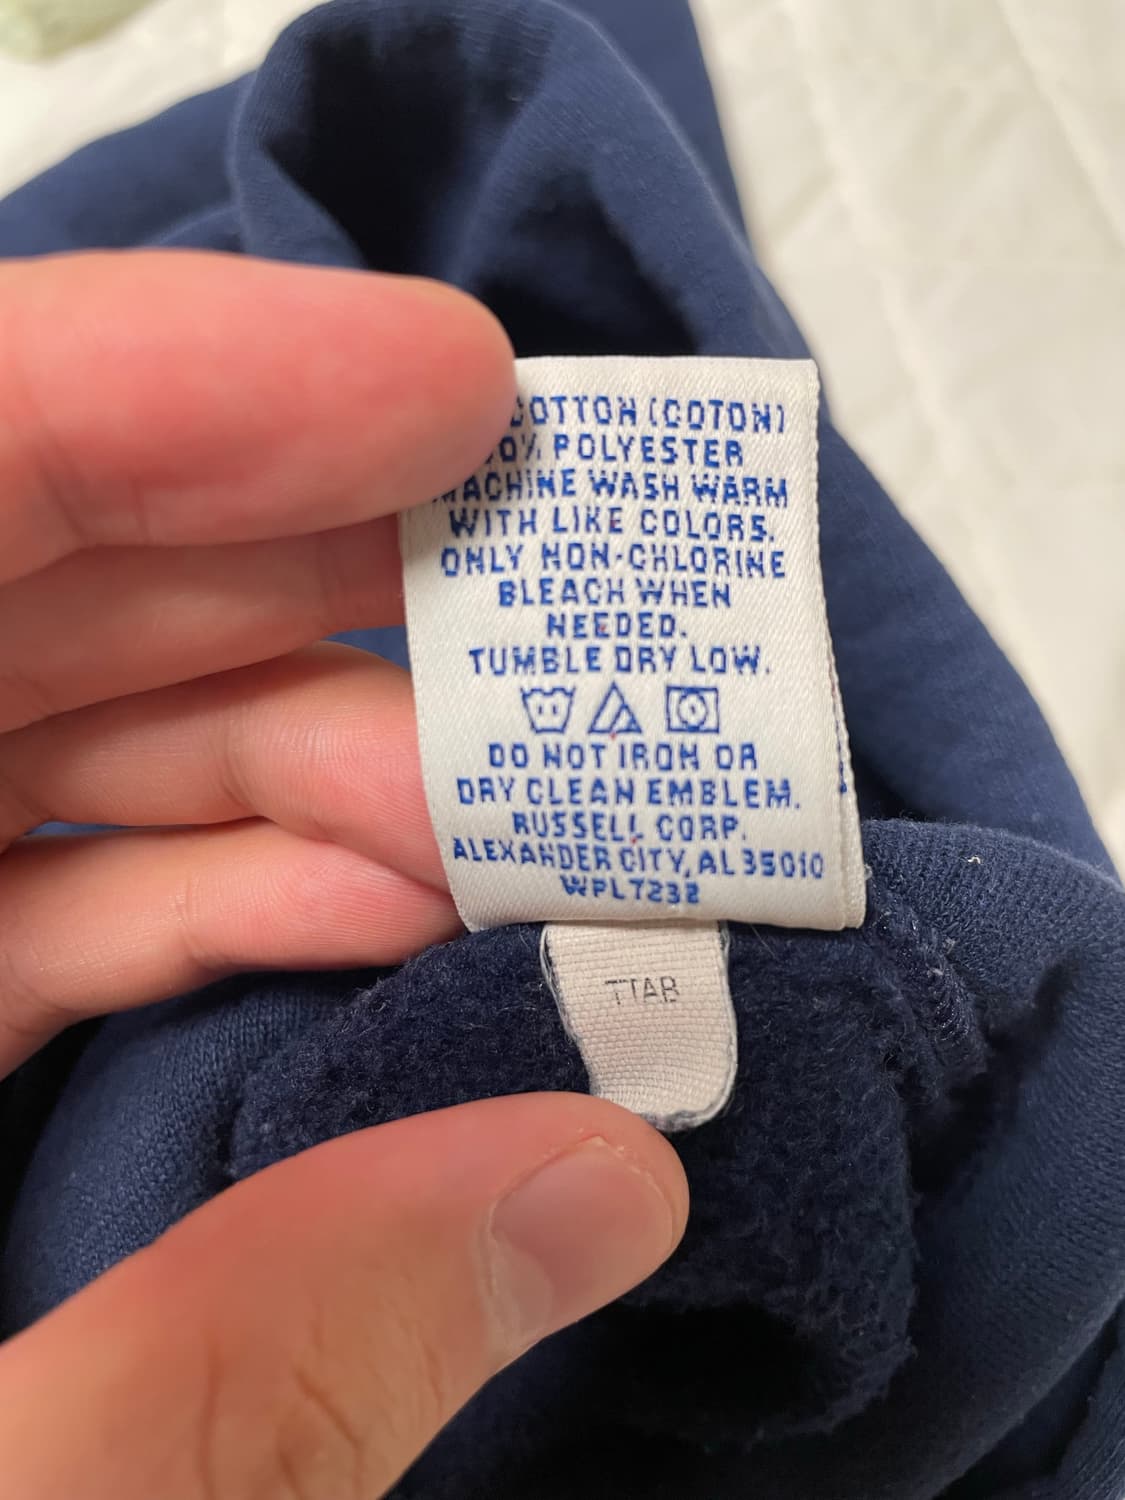 COTTON (COTON)
0% POLYESTER
MACHINE WASH WARM
WITH LIKE COLORS.
ONLY NON-CHLORINE
BLEACH WHEN
NEEDED.
TUMBLE DRY LOW.
DO NOT IRON OR
DRY CLEAN EMBLEM.
RUSSELL CORP.
ALEXANDER CITY, AL 35010
WPL7232
TTAB